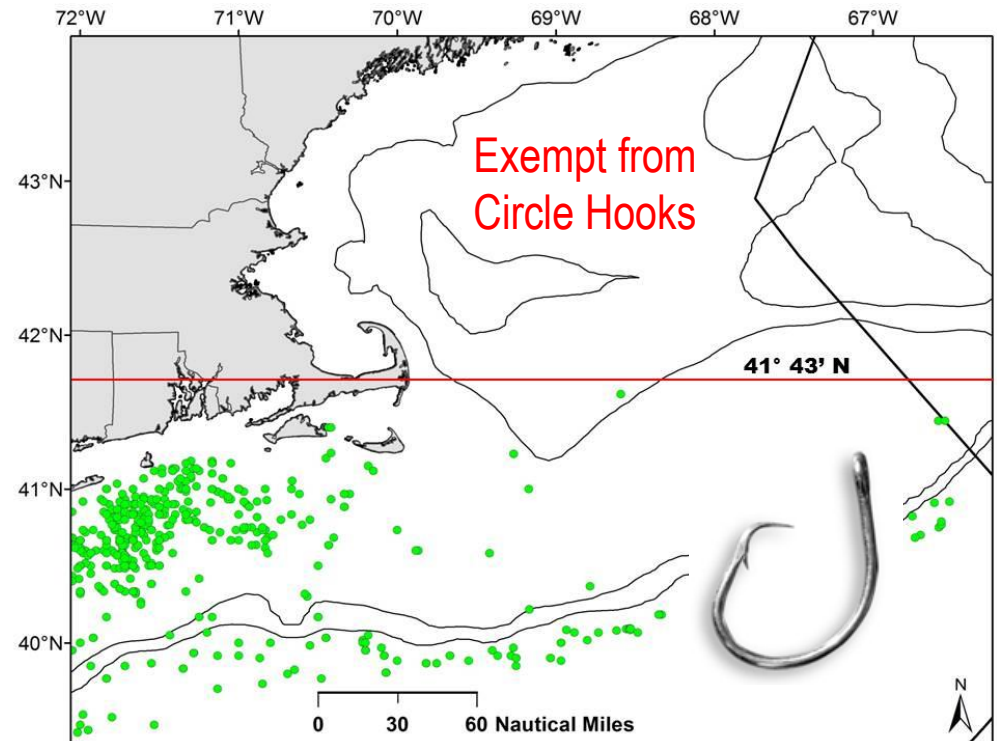 72°W 71°W 70°W 69°W 68°W 67°W
Exempt from
Circle Hooks
43°N
42°N
41° 43’ N
41°N
40°N
N
0 30 60 Nautical Miles